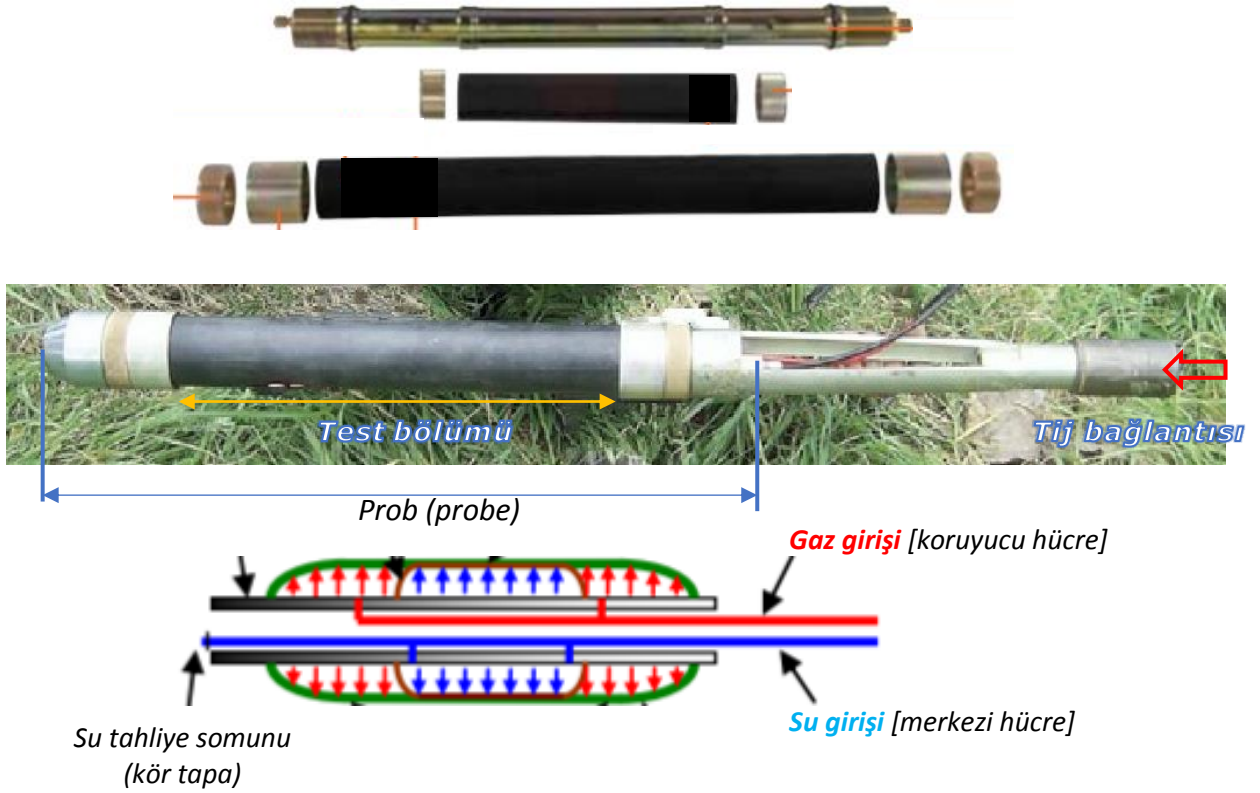 Test bölümü
Tij bağlantısı
Prob (probe)
Gaz girişi [koruyucu hücre]
Su girişi [merkezi hücre]
Su tahliye somunu
(kör tapa)